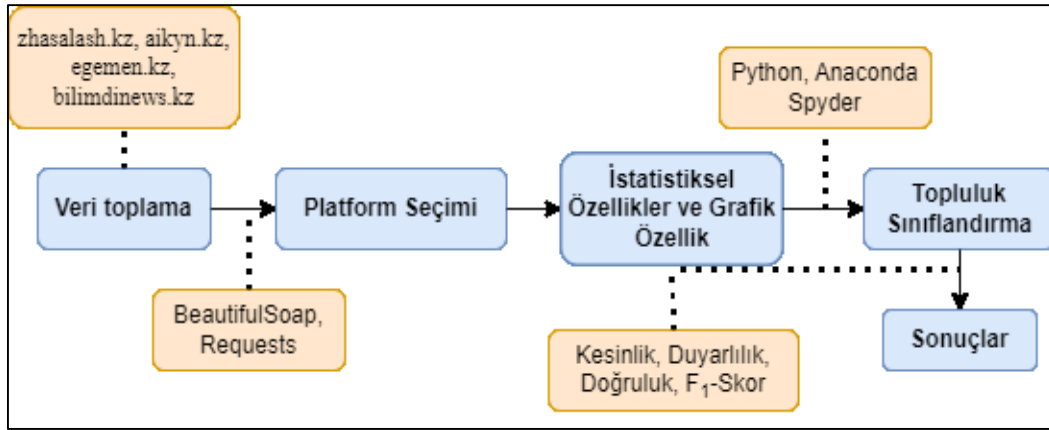 zhasalash.kz, aikyn.kz,
egemen.kz,
bilimdinews.kz
Python, Anaconda
Spyder
Veri toplama
Platform Seçimi
İstatistiksel
Özellikler ve Grafik
Özellik
Topluluk
Sınıflandırma
BeautifulSoap,
Requests
Kesinlik, Duyarlılık,
Doğruluk, F₁-Skor
Sonuçlar